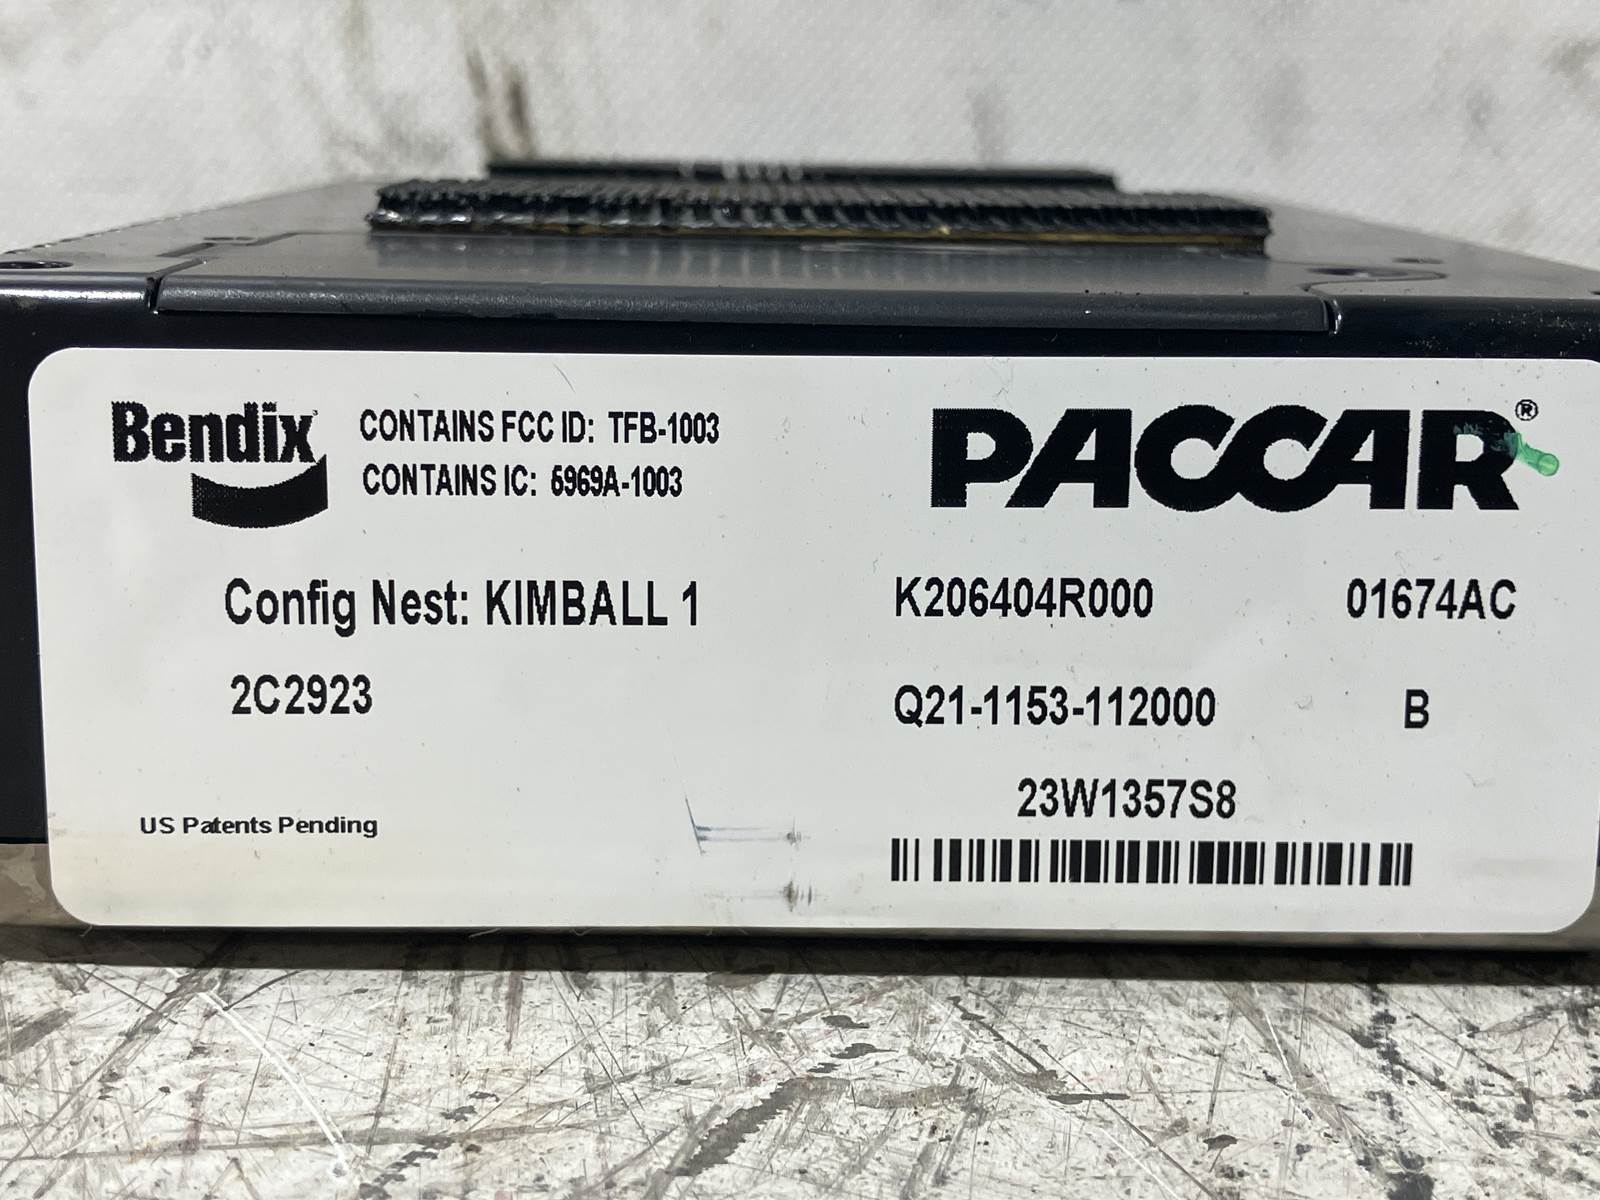 Bendix
CONTAINS FCC ID: TFB-1003
CONTAINS IC: 5969A-1003
PACCAR®
Config Nest: KIMBALL 1
K206404R000 01674AC
2C2923
Q21-1153-112000 B
23W1357S8
US Patents Pending